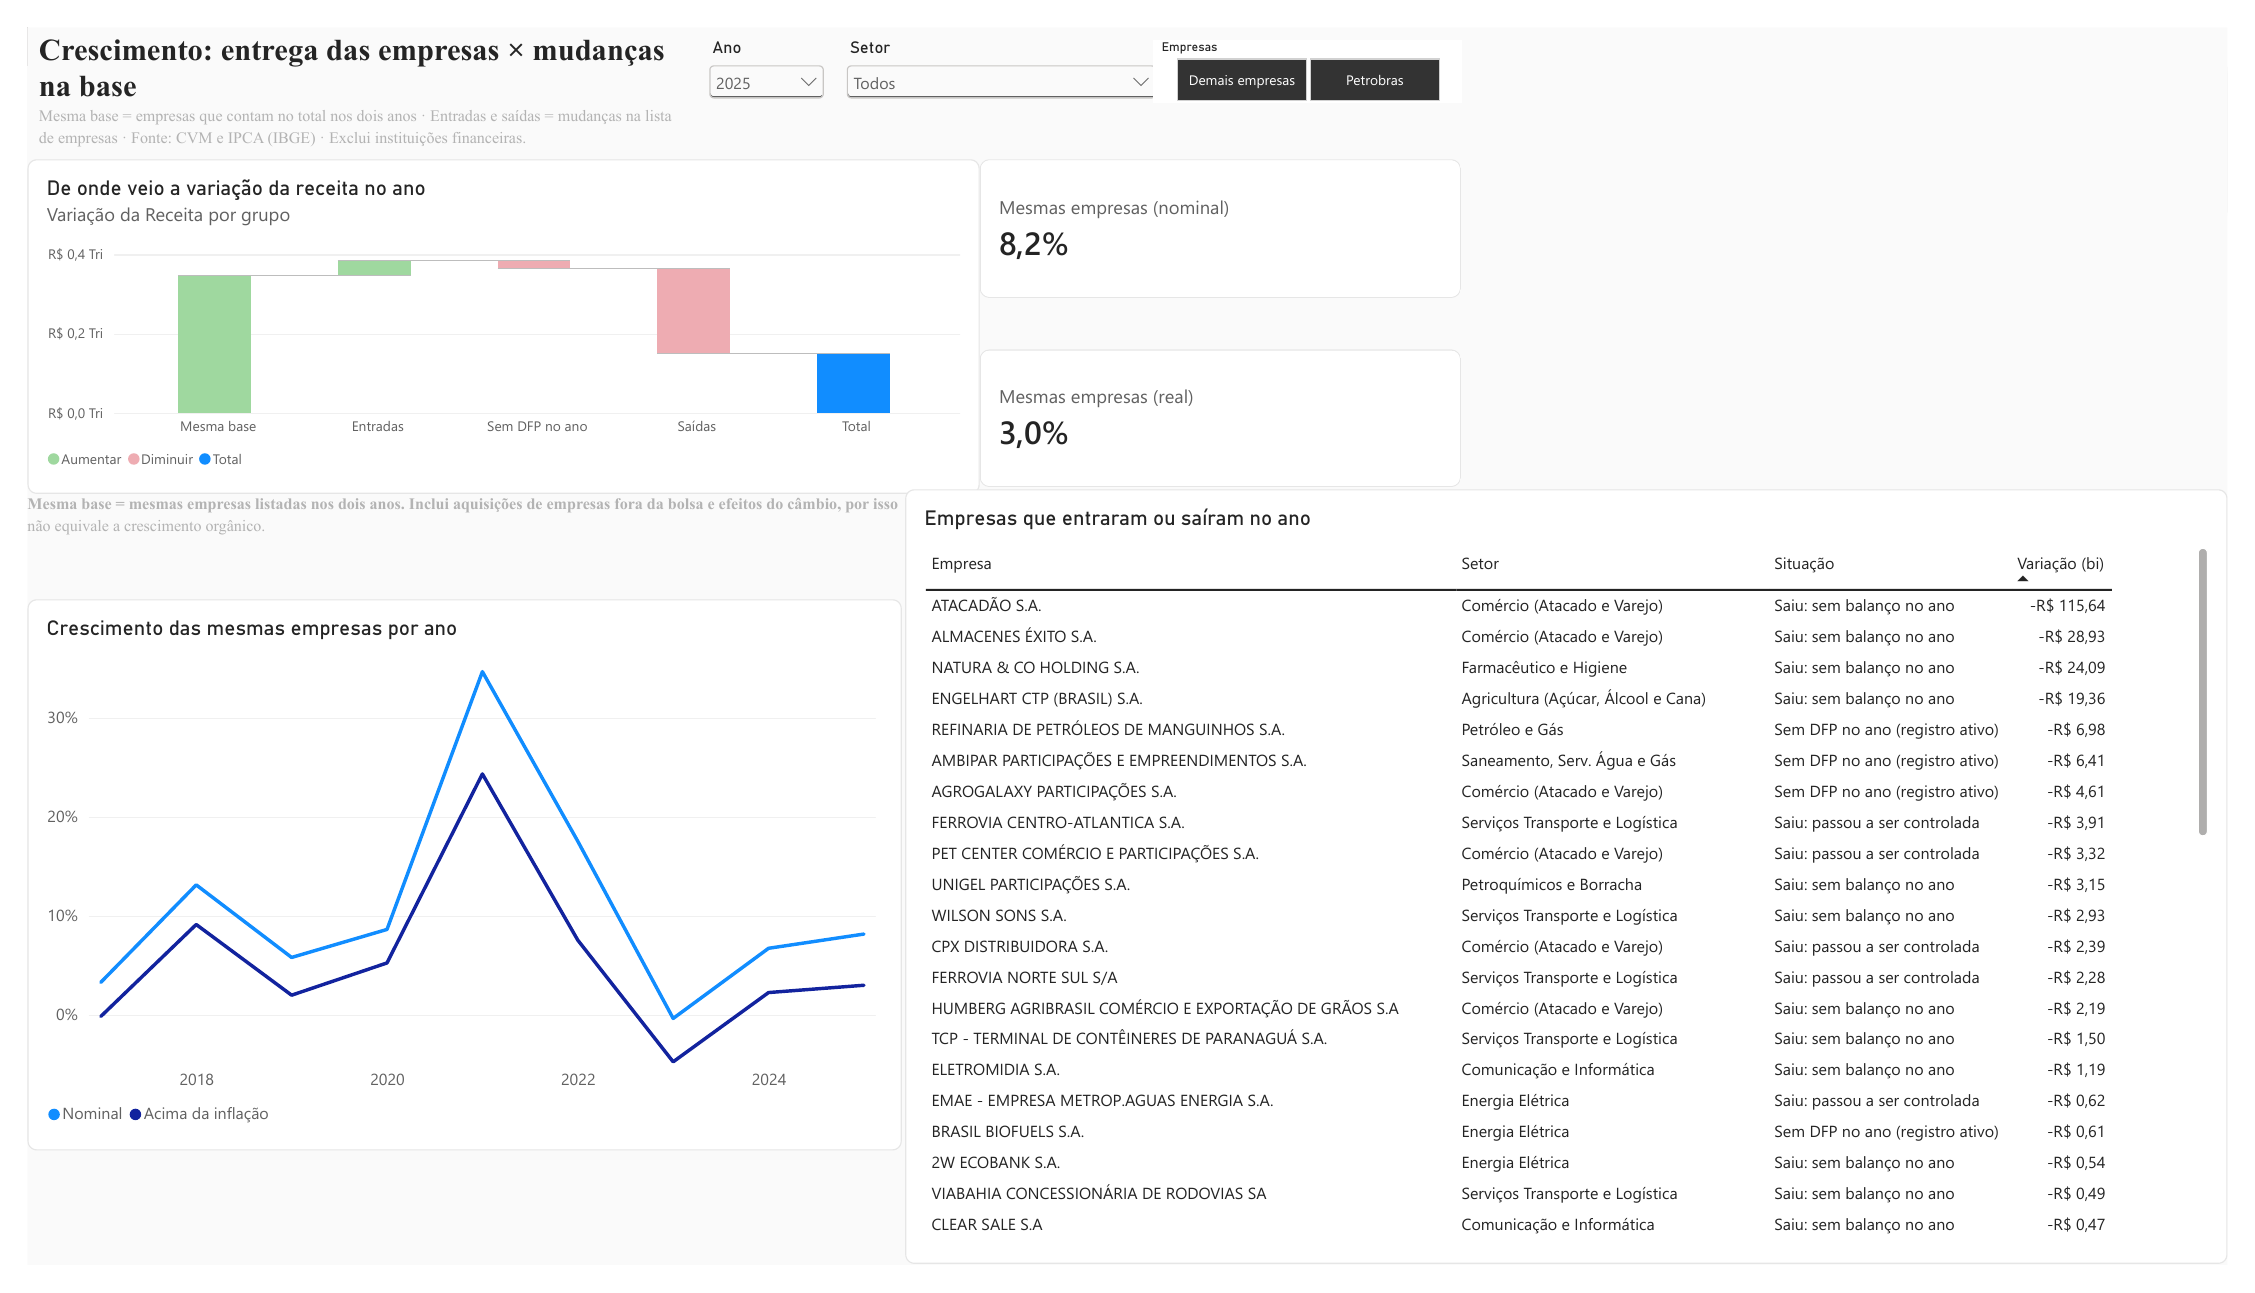 Crescimento: entrega das empresas × mudanças
na base
Mesma base = empresas que contam no total nos dois anos · Entradas e saídas = mudanças na lista
de empresas · Fonte: CVM e IPCA (IBGE) · Exclui instituições financeiras.
Ano
2025
Setor
Todos
Empresas
Demais empresas
Petrobras
De onde veio a variação da receita no ano
Variação da Receita por grupo
R$ 0,4 Tri
R$ 0,2 Tri
R$ 0,0 Tri
Mesma base
Entradas
Sem DFP no ano
Saídas
Total
Aumentar
Diminuir
Total
Mesmas empresas (nominal)
8,2%
Mesmas empresas (real)
3,0%
Mesma base = mesmas empresas listadas nos dois anos. Inclui aquisições de empresas fora da bolsa e efeitos do câmbio, por isso
não equivale a crescimento orgânico.
Crescimento das mesmas empresas por ano
30%
20%
10%
0%
2018
2020
2022
2024
Nominal
Acima da inflação
Empresas que entraram ou saíram no ano
Empresa Setor Situação Variação (bi)
ATACADÃO S.A. Comércio (Atacado e Varejo) Saiu: sem balanço no ano -R$ 115,64
ALMACENES ÉXITO S.A. Comércio (Atacado e Varejo) Saiu: sem balanço no ano -R$ 28,93
NATURA & CO HOLDING S.A. Farmacêutico e Higiene Saiu: sem balanço no ano -R$ 24,09
ENGELHART CTP (BRASIL) S.A. Agricultura (Açúcar, Álcool e Cana) Saiu: sem balanço no ano -R$ 19,36
REFINARIA DE PETRÓLEOS DE MANGUINHOS S.A. Petróleo e Gás Sem DFP no ano (registro ativo) -R$ 6,98
AMBIPAR PARTICIPAÇÕES E EMPREENDIMENTOS S.A. Saneamento, Serv. Água e Gás Sem DFP no ano (registro ativo) -R$ 6,41
AGROGALAXY PARTICIPAÇÕES S.A. Comércio (Atacado e Varejo) Sem DFP no ano (registro ativo) -R$ 4,61
FERROVIA CENTRO-ATLANTICA S.A. Serviços Transporte e Logística Saiu: passou a ser controlada -R$ 3,91
PET CENTER COMÉRCIO E PARTICIPAÇÕES S.A. Comércio (Atacado e Varejo) Saiu: passou a ser controlada -R$ 3,32
UNIGEL PARTICIPAÇÕES S.A. Petroquímicos e Borracha Saiu: sem balanço no ano -R$ 3,15
WILSON SONS S.A. Serviços Transporte e Logística Saiu: sem balanço no ano -R$ 2,93
CPX DISTRIBUIDORA S.A. Comércio (Atacado e Varejo) Saiu: passou a ser controlada -R$ 2,39
FERROVIA NORTE SUL S/A Serviços Transporte e Logística Saiu: passou a ser controlada -R$ 2,28
HUMBERG AGRIBRASIL COMÉRCIO E EXPORTAÇÃO DE GRÃOS S.A Comércio (Atacado e Varejo) Saiu: sem balanço no ano -R$ 2,19
TCP - TERMINAL DE CONTÊINERES DE PARANAGUÁ S.A. Serviços Transporte e Logística Saiu: sem balanço no ano -R$ 1,50
ELETROMIDIA S.A. Comunicação e Informática Saiu: sem balanço no ano -R$ 1,19
EMAE - EMPRESA METROP.AGUAS ENERGIA S.A. Energia Elétrica Saiu: passou a ser controlada -R$ 0,62
BRASIL BIOFUELS S.A. Energia Elétrica Sem DFP no ano (registro ativo) -R$ 0,61
2W ECOBANK S.A. Energia Elétrica Saiu: sem balanço no ano -R$ 0,54
VIABAHIA CONCESSIONÁRIA DE RODOVIAS SA Serviços Transporte e Logística Saiu: sem balanço no ano -R$ 0,49
CLEAR SALE S.A Comunicação e Informática Saiu: sem balanço no ano -R$ 0,47